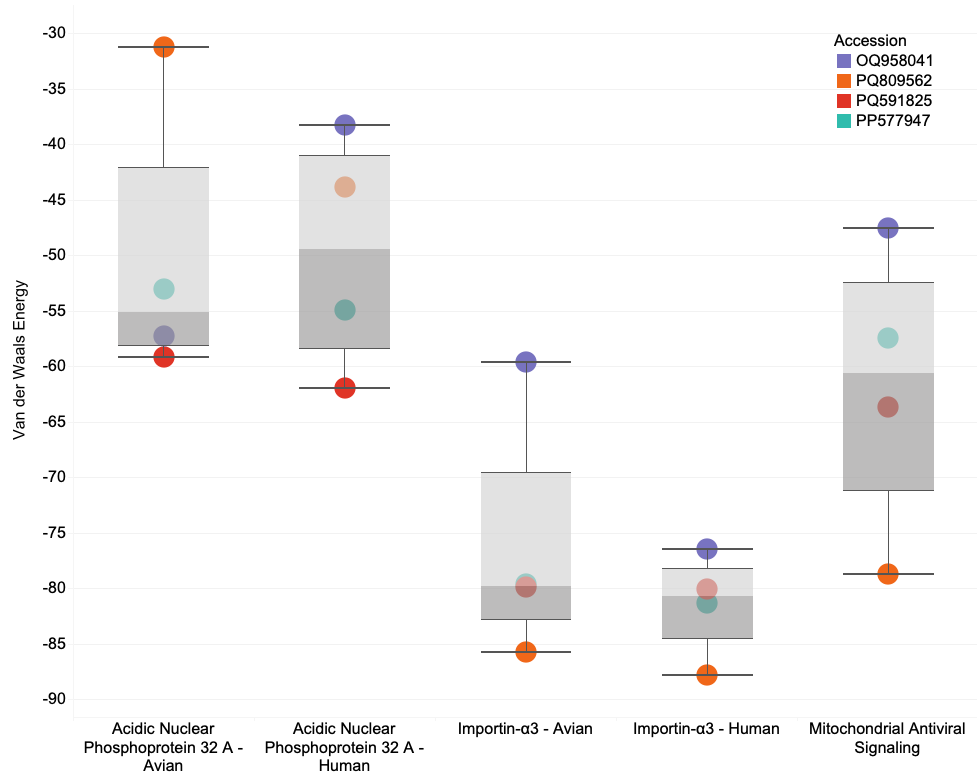 Accession
OQ958041
PQ809562
PQ591825
PP577947
Van der Waals Energy
-30
-35
-40
-45
-50
-55
-60
-65
-70
-75
-80
-85
-90
Acidic Nuclear
Phosphoprotein 32 A -
Avian
Acidic Nuclear
Phosphoprotein 32 A -
Human
Importin-α3 - Avian
Importin-α3 - Human
Mitochondrial Antiviral
Signaling